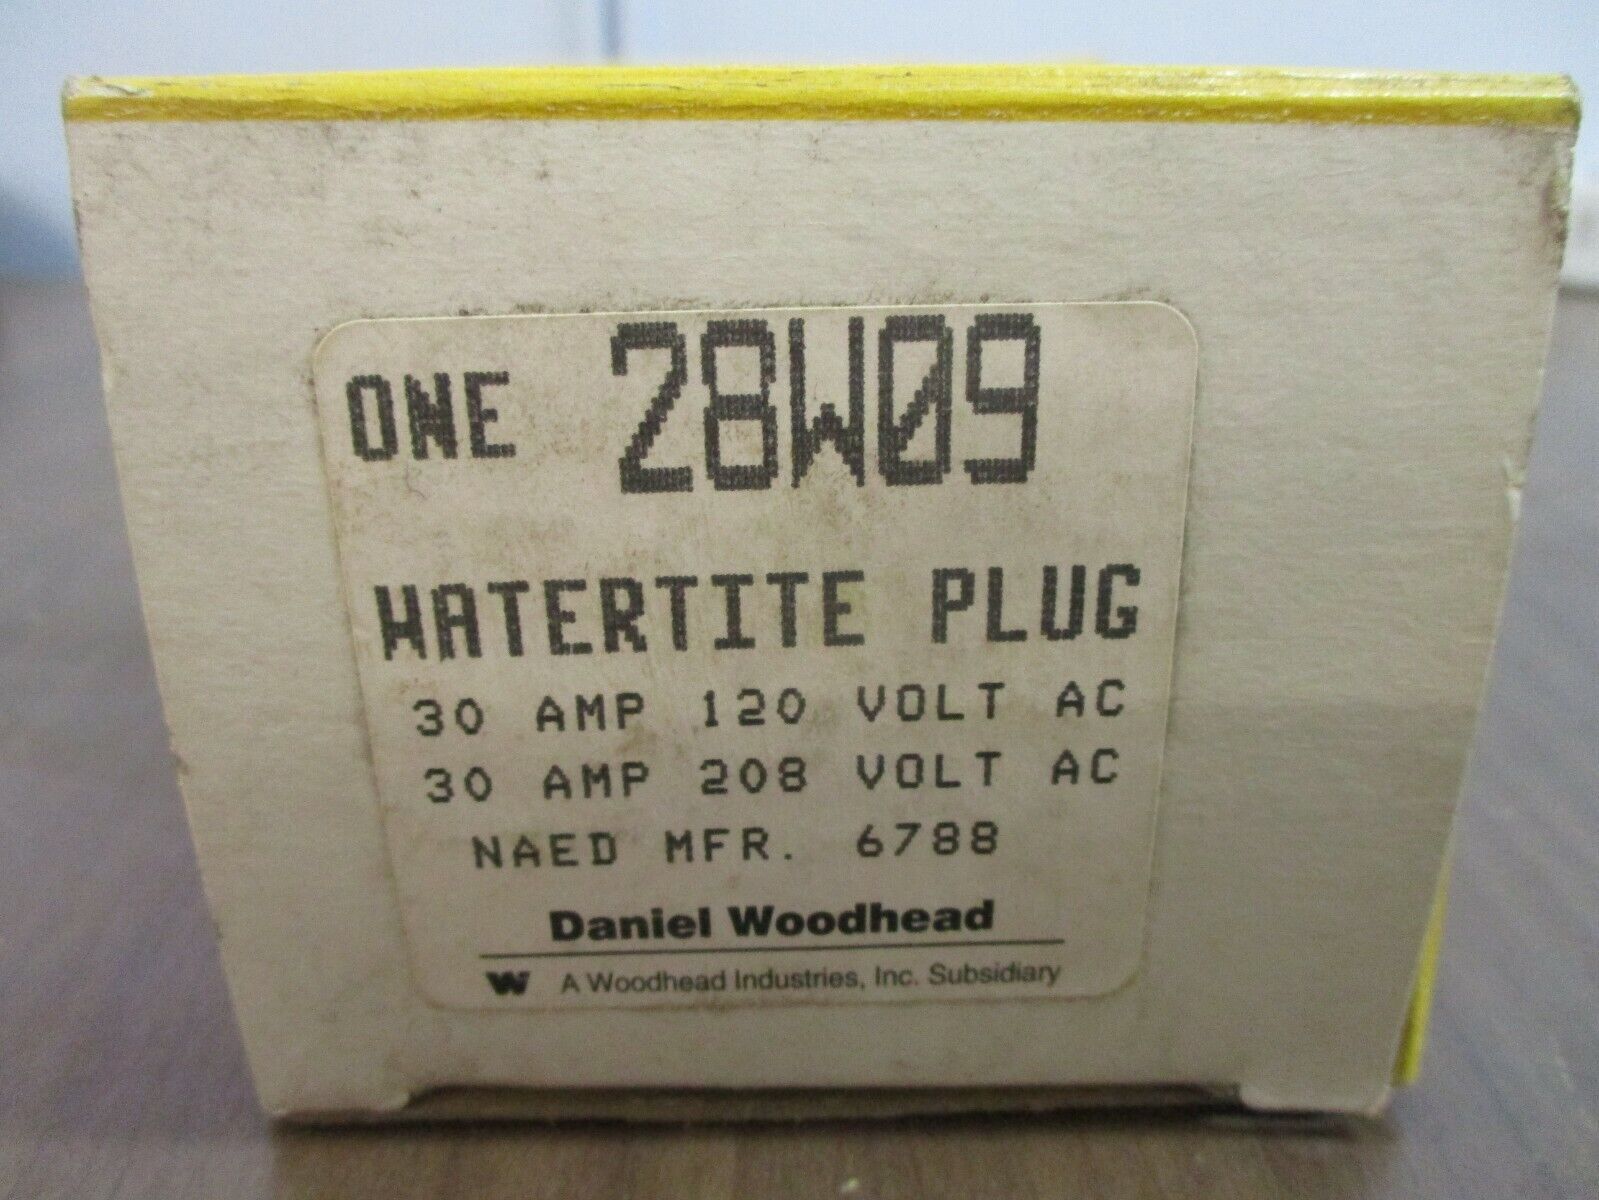 ONE 28W09
WATERTITE PLUG
30 AMP 120 VOLT AC
30 AMP 208 VOLT AC
NAED MFR. 6788
Daniel Woodhead
W A Woodhead Industries, Inc. Subsidiary